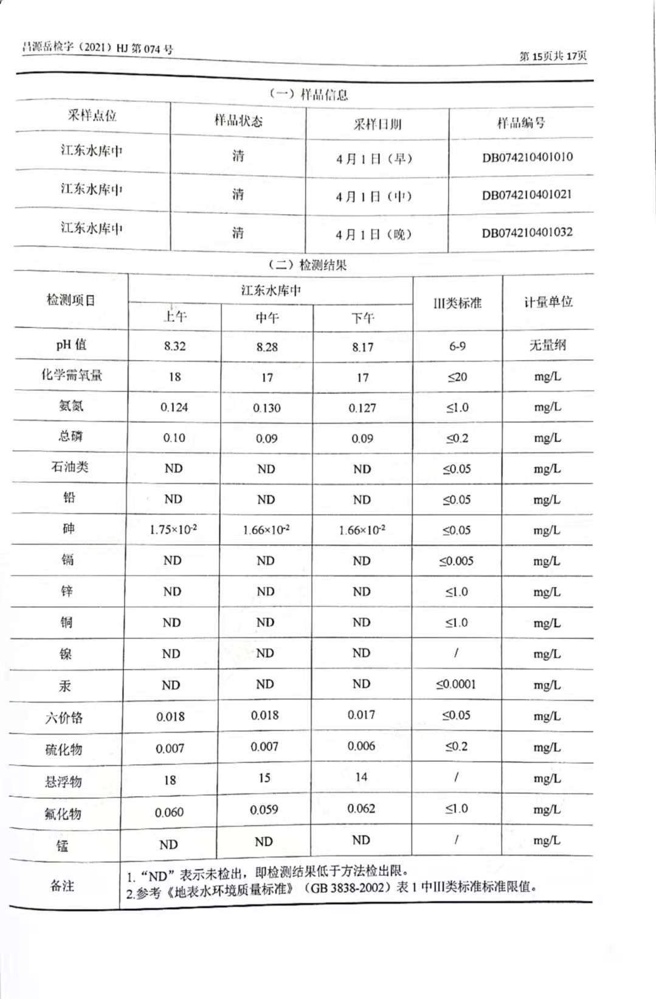 昌源岳检字（2021）HJ 第 074 号
第 15页共 17页
（一）样品信息
采样点位 样品状态 采样日期 样品编号
江东水库中 清 4 月 1 日（早） DB074210401010
江东水库中 清 4 月 1 日（中） DB074210401021
江东水库中 清 4 月 1 日（晚） DB074210401032
（二）检测结果
检测项目 江东水库中 III类标准 计量单位
上午 中午 下午
pH 值 8.32 8.28 8.17 6-9 无量纲
化学需氧量 18 17 17 ≤20 mg/L
氨氮 0.124 0.130 0.127 ≤1.0 mg/L
总磷 0.10 0.09 0.09 ≤0.2 mg/L
石油类 ND ND ND ≤0.05 mg/L
铅 ND ND ND ≤0.05 mg/L
砷 1.75×10-2 1.66×10-2 1.66×10-2 ≤0.05 mg/L
镉 ND ND ND ≤0.005 mg/L
锌 ND ND ND ≤1.0 mg/L
铜 ND ND ND ≤1.0 mg/L
镍 ND ND ND / mg/L
汞 ND ND ND ≤0.0001 mg/L
六价铬 0.018 0.018 0.017 ≤0.05 mg/L
硫化物 0.007 0.007 0.006 ≤0.2 mg/L
悬浮物 18 15 14 / mg/L
氟化物 0.060 0.059 0.062 ≤1.0 mg/L
锰 ND ND ND / mg/L
备注 1.“ND”表示未检出，即检测结果低于方法检出限。
2.参考《地表水环境质量标准》（GB 3838-2002）表 1 中III类标准标准限值。